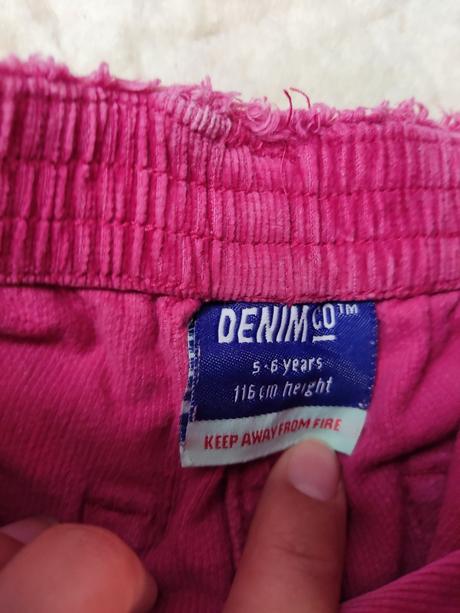 DENIM CO™
5-6 years
116 cm height
KEEP AWAY FROM FIRE